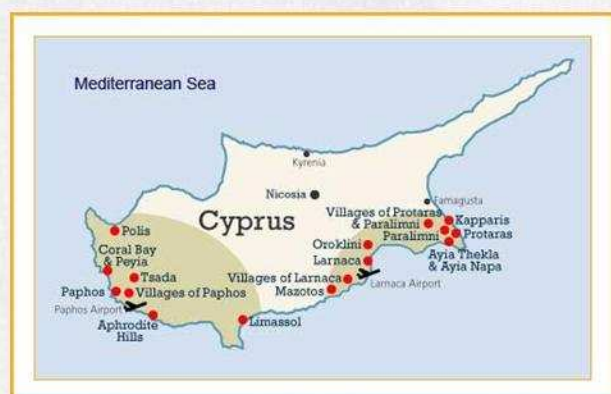 Mediterranean Sea
Kyrenia
Nicosia
Cyprus
Famagusta
Villages of Protaras
& Paralimni
Kapparis
Paralimni
Protaras
Ayia Thekla
& Ayia Napa
Polis
Coral Bay
& Peyia
Tsada
Paphos
Villages of Paphos
Paphos Airport
Aphrodite
Hills
Limassol
Oroklini
Larnaca
Villages of Larnaca
Larnaca Airport
Mazotos